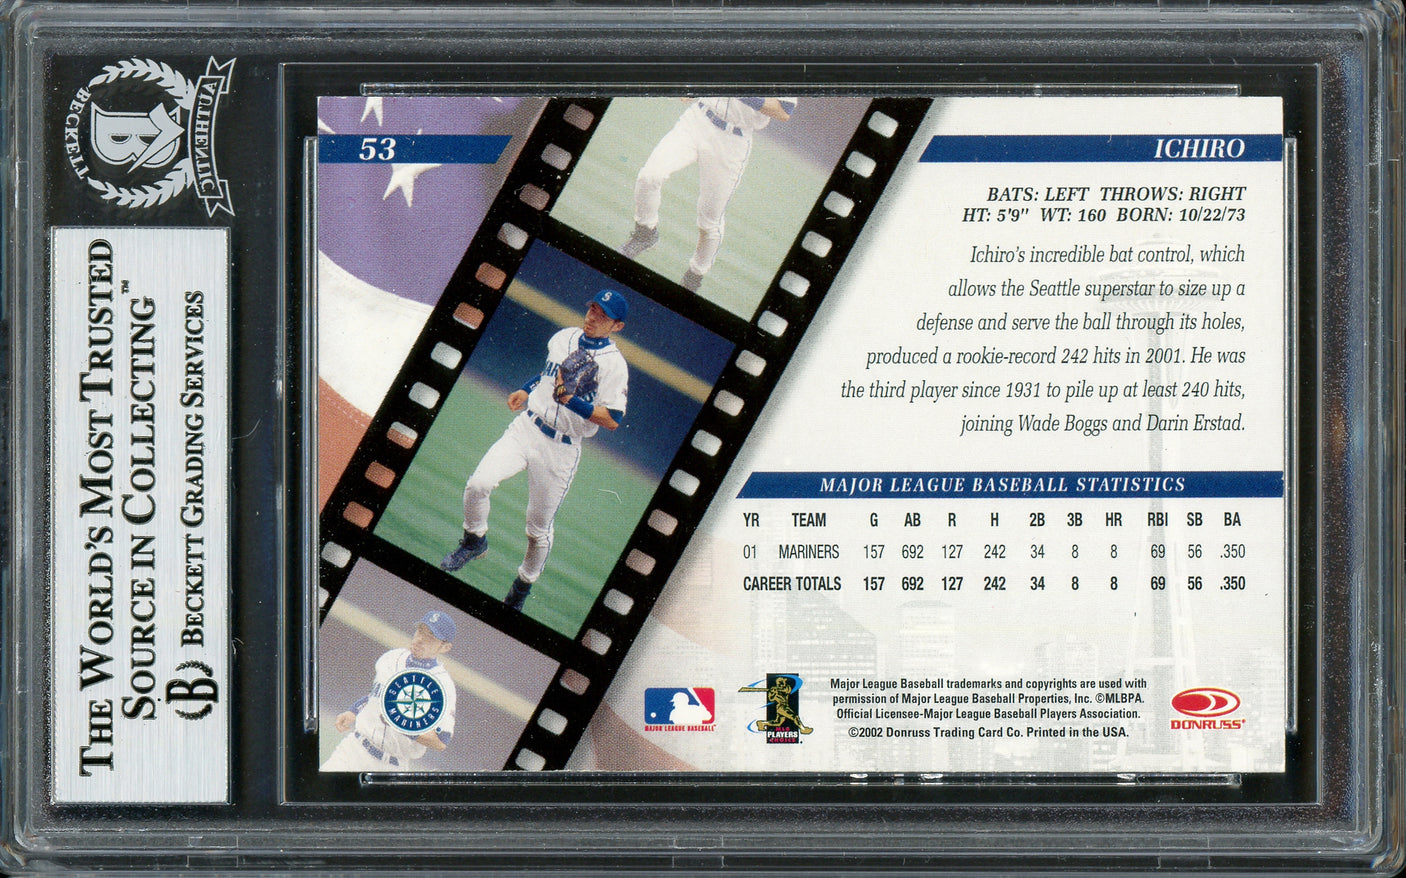 BECKETT
AUTHENTIC
THE WORLD'S MOST TRUSTED
SOURCE IN COLLECTING™
B BECKETT GRADING SERVICES
53
ICHIRO
BATS: LEFT THROWS: RIGHT
HT: 5'9" WT: 160 BORN: 10/22/73
Ichiro's incredible bat control, which
allows the Seattle superstar to size up a
defense and serve the ball through its holes,
produced a rookie-record 242 hits in 2001. He was
the third player since 1931 to pile up at least 240 hits,
joining Wade Boggs and Darin Erstad.
MAJOR LEAGUE BASEBALL STATISTICS
YR TEAM G AB R H 2B 3B HR RBI SB BA
01 MARINERS 157 692 127 242 34 8 8 69 56 .350
CAREER TOTALS 157 692 127 242 34 8 8 69 56 .350
SEATTLE
MARINERS
MAJOR LEAGUE BASEBALL
PLAYERS
CHOICE
Major League Baseball trademarks and copyrights are used with
permission of Major League Baseball Properties, Inc. ©MLBPA.
Official Licensee-Major League Baseball Players Association.
©2002 Donruss Trading Card Co. Printed in the USA.
DONRUSS